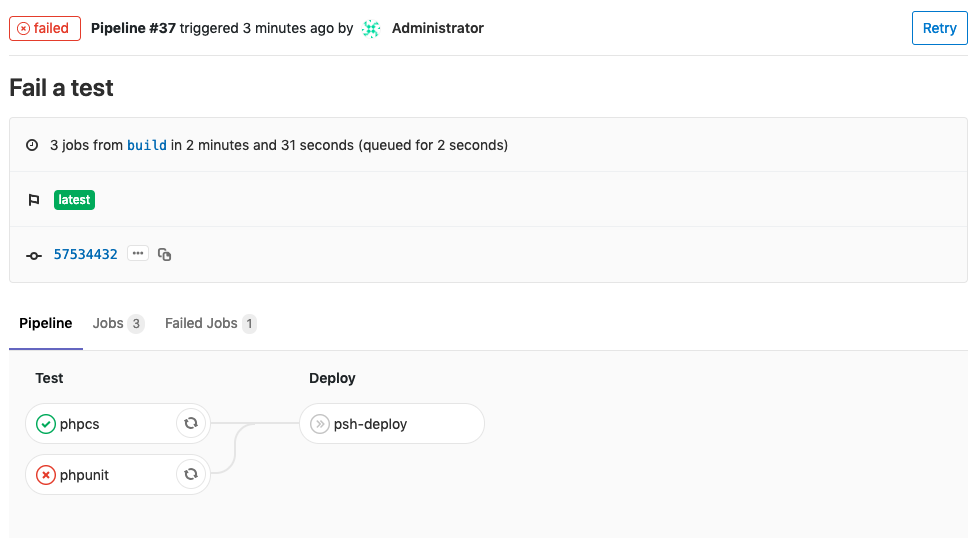 failed Pipeline #37 triggered 3 minutes ago by Administrator Retry
Fail a test
3 jobs from build in 2 minutes and 31 seconds (queued for 2 seconds)
latest
57534432
Pipeline Jobs 3 Failed Jobs 1
Test Deploy
phpcs psh-deploy
phpunit